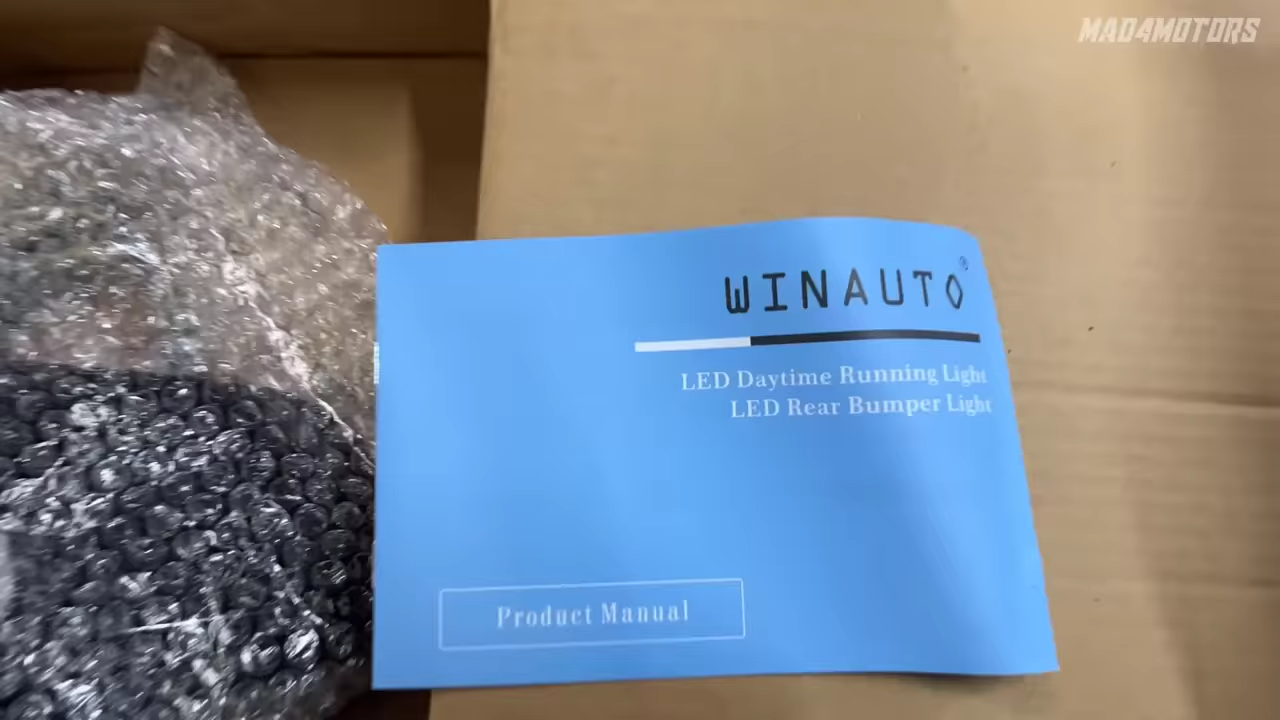 MAD4MOTORS
WINAUTO®
LED Daytime Running Light
LED Rear Bumper Light
Product Manual